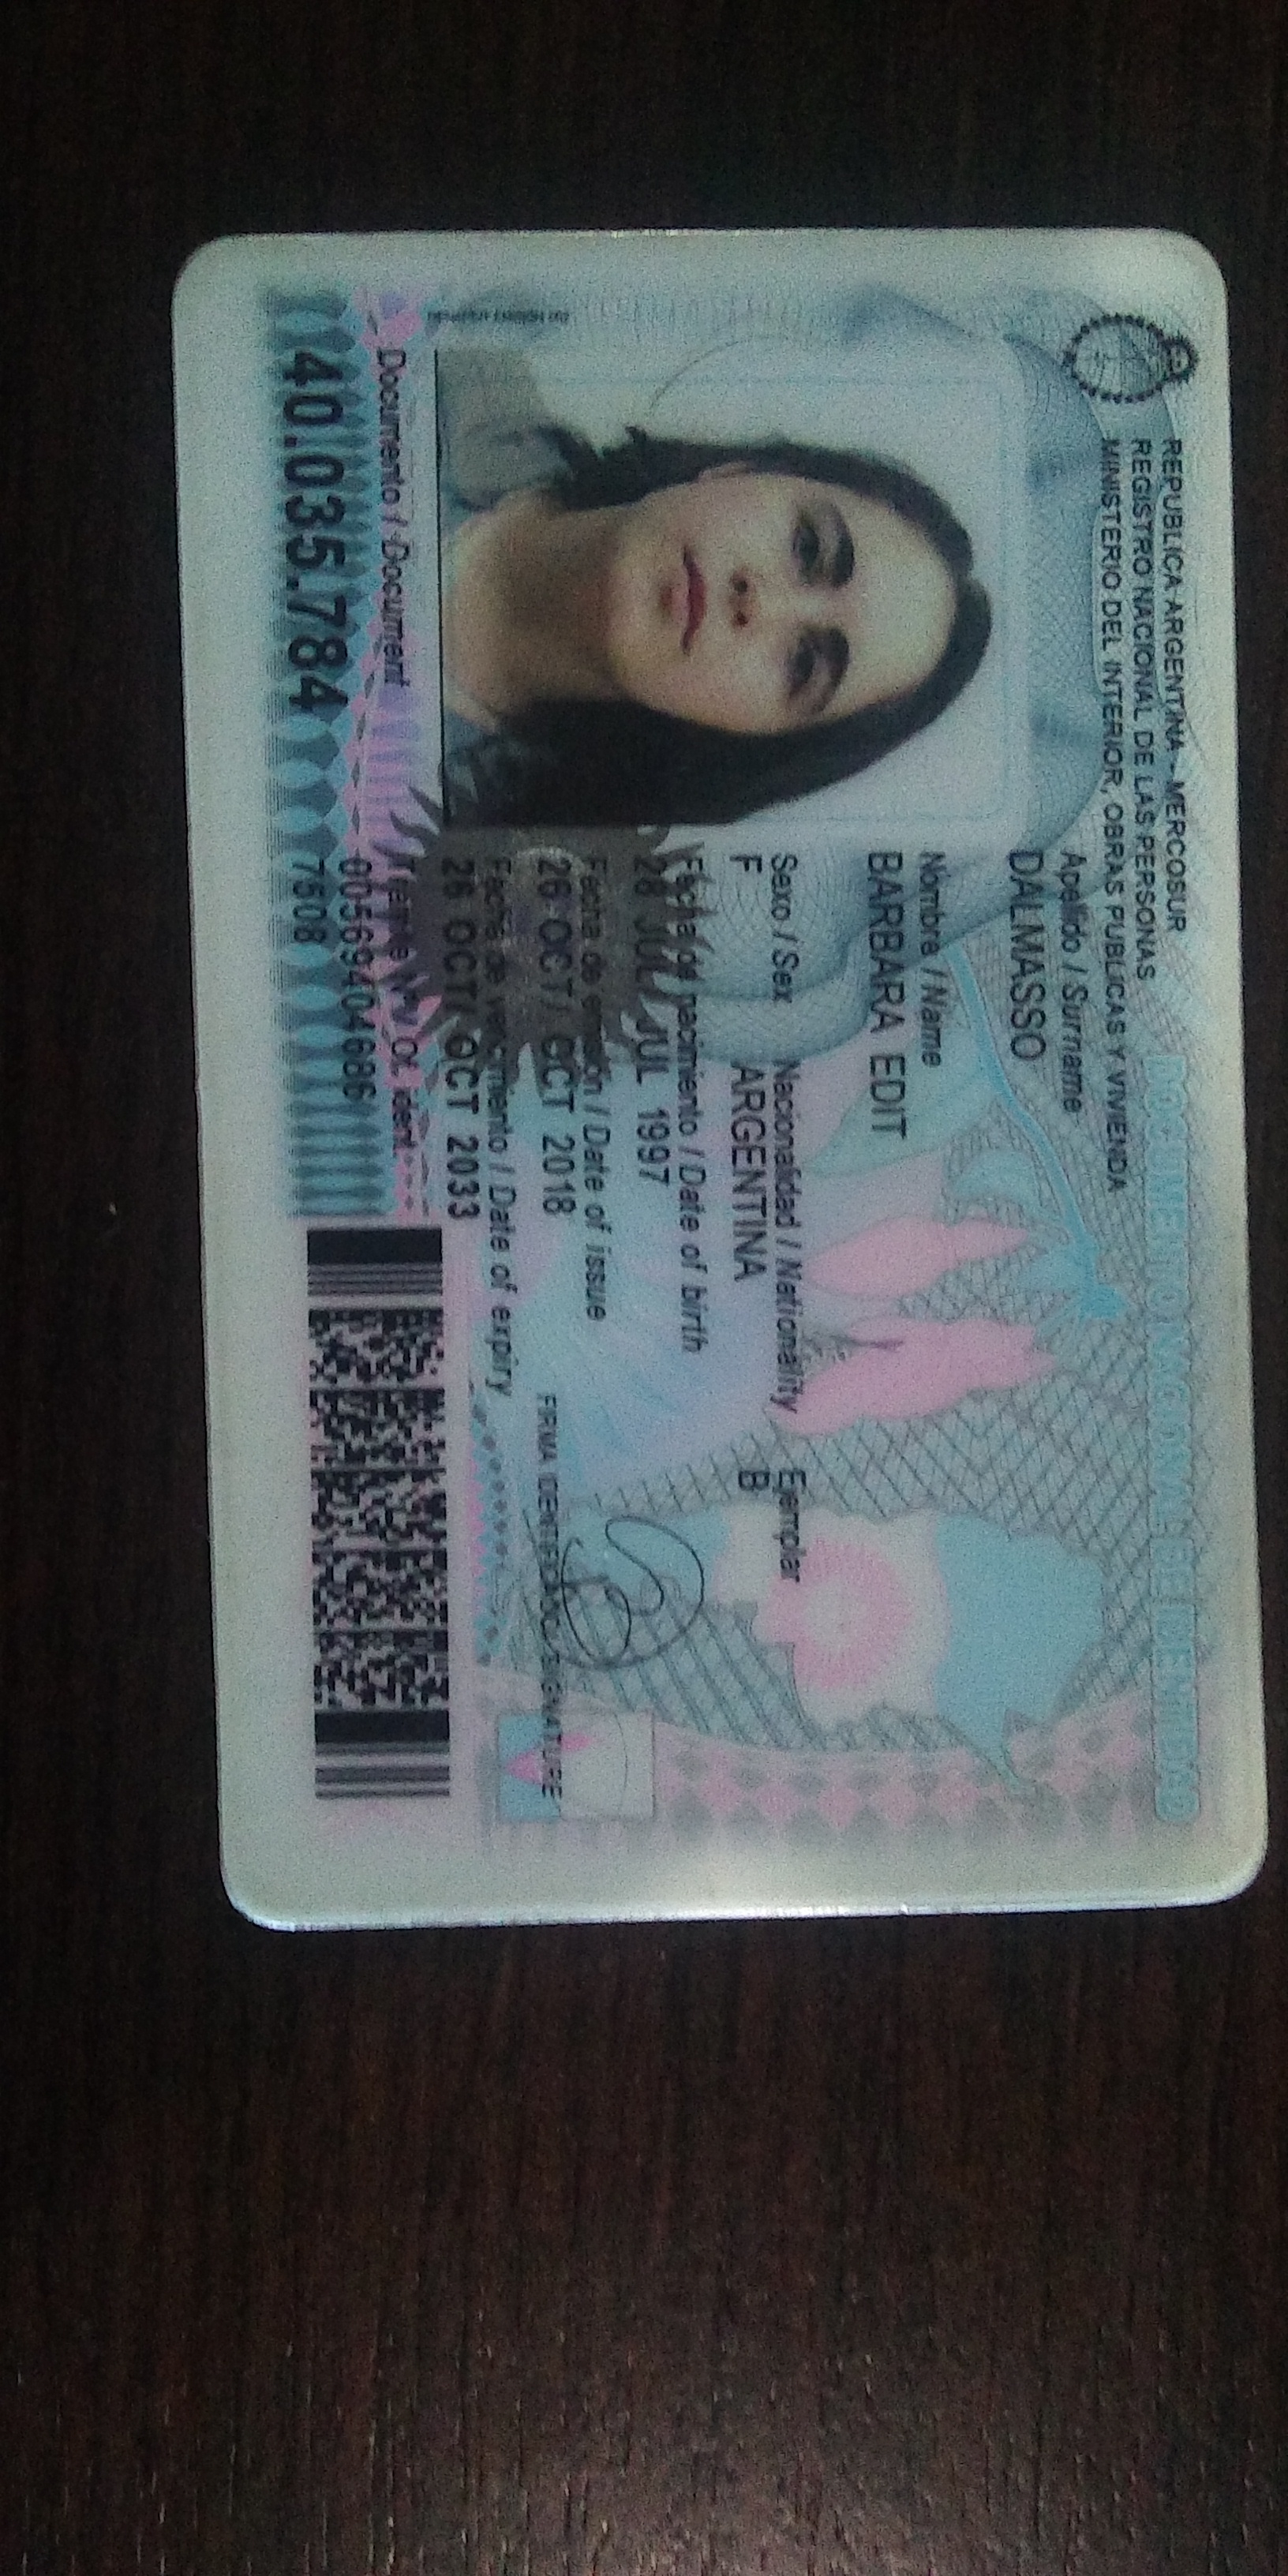 REPUBLICA ARGENTINA - MERCOSUR
REGISTRO NACIONAL DE LAS PERSONAS
MINISTERIO DEL INTERIOR, OBRAS PUBLICAS Y VIVIENDA
DOCUMENTO NACIONAL DE IDENTIDAD
Apellido / Surname
DALMASSO
Nombre / Name
BARBARA EDIT
Sexo / Sex Nacionalidad / Nationality Ejemplar
F ARGENTINA B
Fecha de nacimiento / Date of birth
28 JUL/ JUL 1997
Fecha de emisión / Date of issue
26 OCT/ OCT 2018
Fecha de vencimiento / Date of expiry
26 OCT/ OCT 2033
FIRMA IDENTIFICADO / SIGNATURE
Documento / Document
40.035.784
Trámite Nº / Of. ident.
00569404686
7508